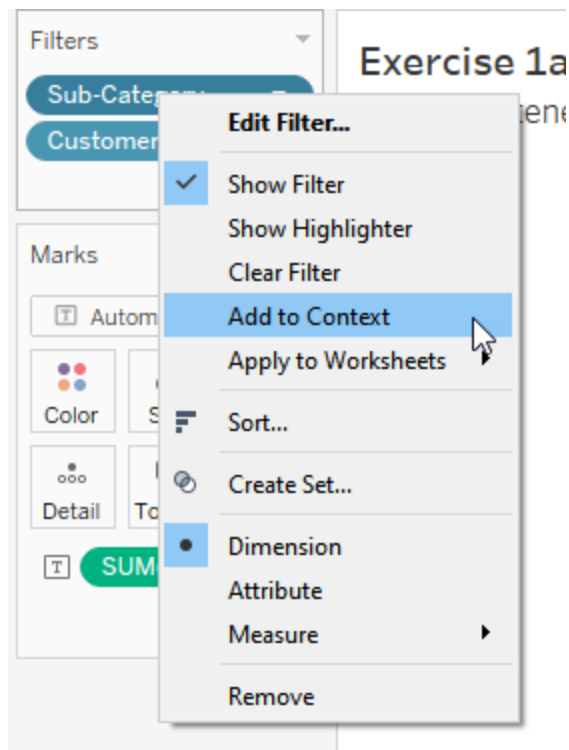 Filters
Exercise 1a
Sub-Category
Customer
Edit Filter...
Show Filter
Show Highlighter
Clear Filter
Add to Context
Apply to Worksheets
Marks
Color
Detail
T
SUM
Sort...
Create Set...
Dimension
Attribute
Measure
Remove